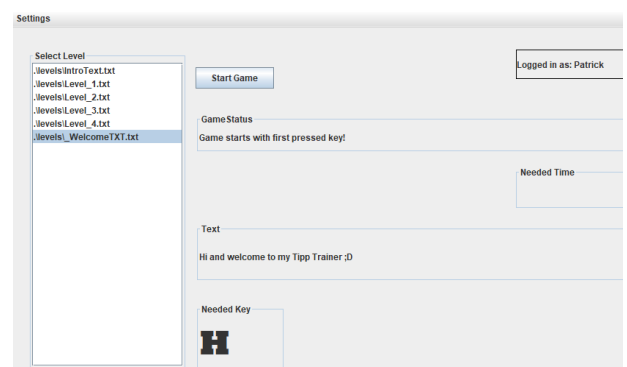 Settings
Select Level
.\levels\IntroText.txt
.\levels\Level_1.txt
.\levels\Level_2.txt
.\levels\Level_3.txt
.\levels\Level_4.txt
.\levels\_WelcomeTXT.txt
Start Game
Logged in as: Patrick
GameStatus
Game starts with first pressed key!
Needed Time
Text
Hi and welcome to my Tipp Trainer ;D
Needed Key
H